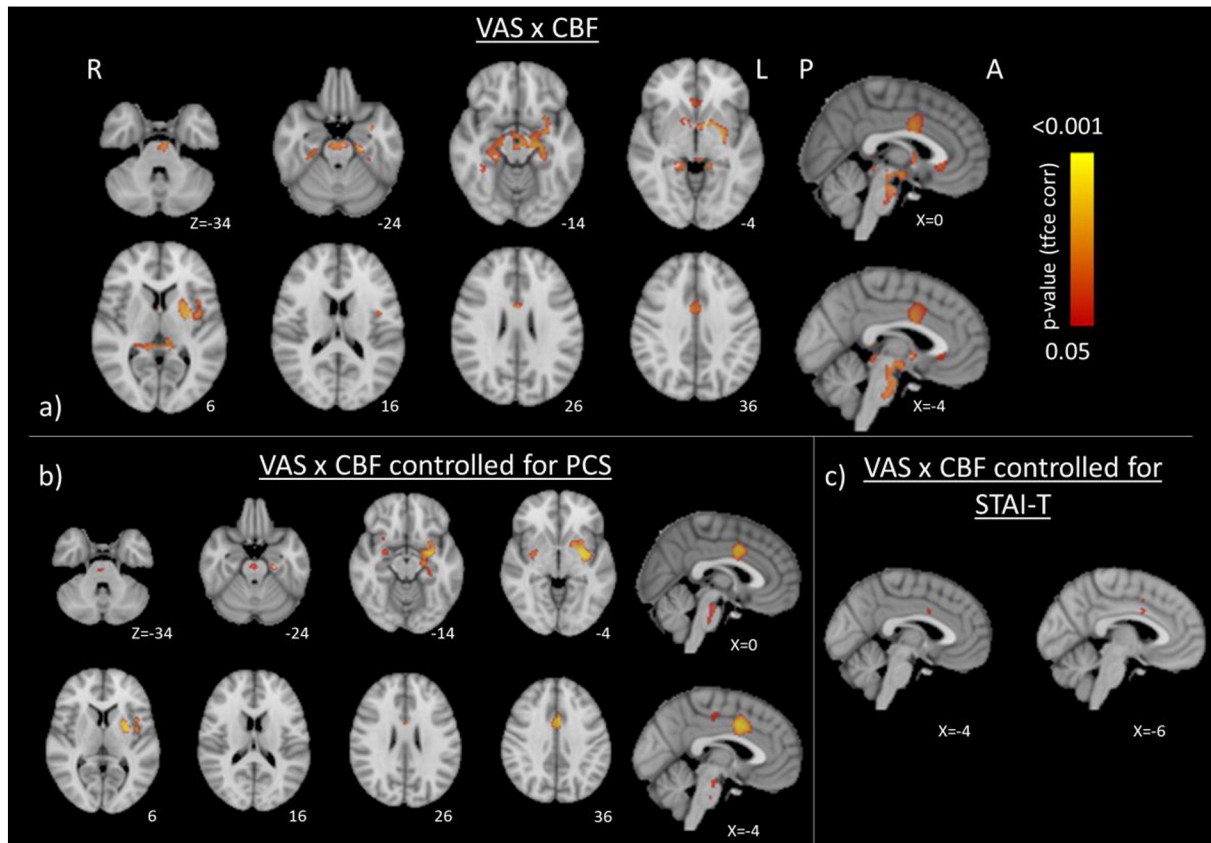 VAS x CBF
R
L
P
A
Z=-34
-24
-14
-4
X=0
<0.001
p-value (tfce corr)
0.05
a)
6
16
26
36
X=-4
b)
VAS x CBF controlled for PCS
Z=-34
-24
-14
-4
X=0
6
16
26
36
X=-4
c)
VAS x CBF controlled for
STAI-T
X=-4
X=-6